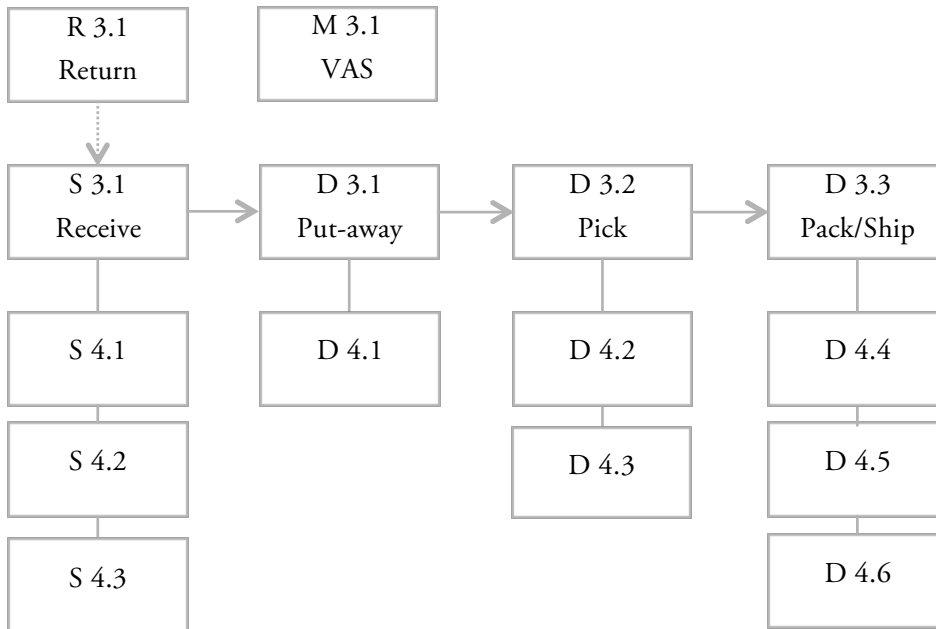 R 3.1
Return
M 3.1
VAS
S 3.1
Receive
D 3.1
Put-away
D 3.2
Pick
D 3.3
Pack/Ship
S 4.1
D 4.1
D 4.2
D 4.4
S 4.2
D 4.3
D 4.5
S 4.3
D 4.6